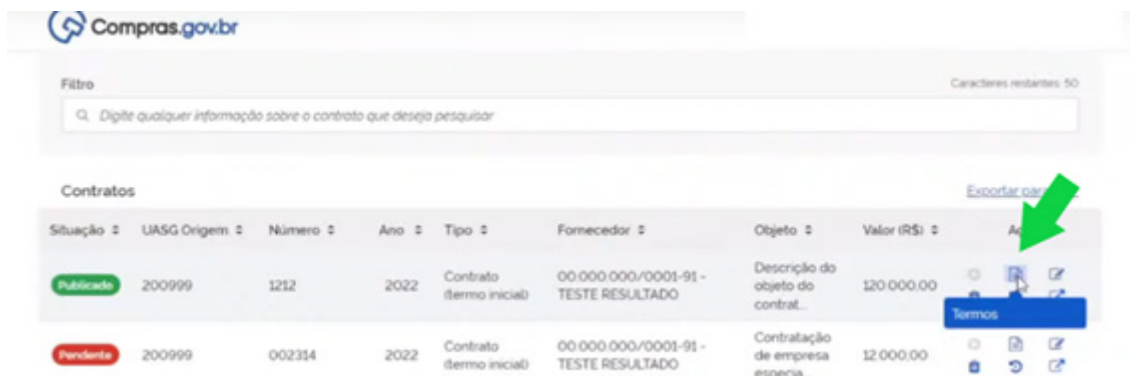 Compras.gov.br
Filtro
Caracteres restantes: 50
Digite qualquer informação sobre o contrato que deseja pesquisar
Contratos
Exportar para
Situação UASG Origem Número Ano Tipo Fornecedor Objeto Valor (R$)
Publicado 200999 1212 2022 Contrato (termo inicial) 00.000.000/0001-91 - TESTE RESULTADO Descrição do objeto do contrat... 120.000,00
Termos
Pendente 200999 002314 2022 Contrato (termo inicial) 00.000.000/0001-91 - TESTE RESULTADO Contratação de empresa especia... 12.000,00